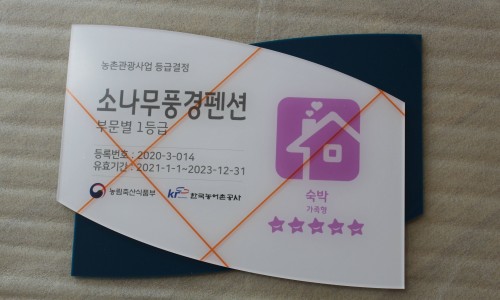 농촌관광사업 등급결정
소나무풍경펜션
부문별 1등급
등록번호 : 2020-3-014
유효기간 : 2021-1-1~2023-12-31
농림축산식품부
한국농어촌공사
숙박
가족형